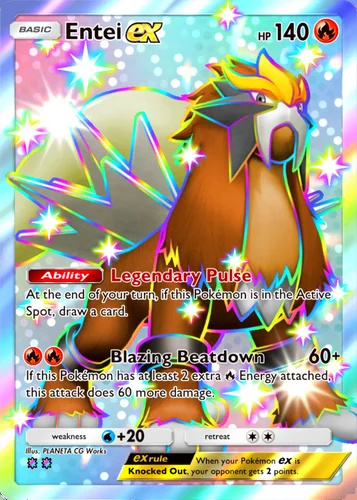 BASIC Entei ex HP 140
Ability Legendary Pulse
At the end of your turn, if this Pokémon is in the Active
Spot, draw a card.
Blazing Beatdown 60+
If this Pokémon has at least 2 extra Energy attached,
this attack does 60 more damage.
weakness +20 retreat
Illus. PLANETA CG Works
ex rule When your Pokémon ex is
Knocked Out, your opponent gets 2 points.